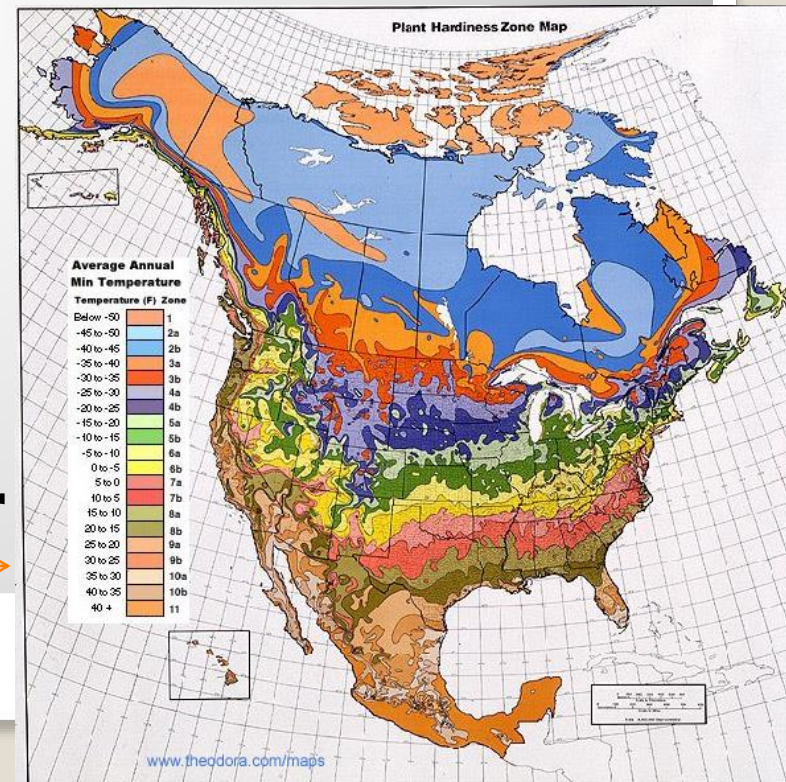 Plant Hardiness Zone Map
Average Annual
Min Temperature
Temperature (F) Zone
Below -50 1
-45 to -50 2a
-40 to -45 2b
-35 to -40 3a
-30 to -35 3b
-25 to -30 4a
-20 to -25 4b
-15 to -20 5a
-10 to -15 5b
-5 to -10 6a
0 to -5 6b
5 to 0 7a
10 to 5 7b
15 to 10 8a
20 to 15 8b
25 to 20 9a
30 to 25 9b
35 to 30 10a
40 to 35 10b
40 + 11
www.theodora.com/maps